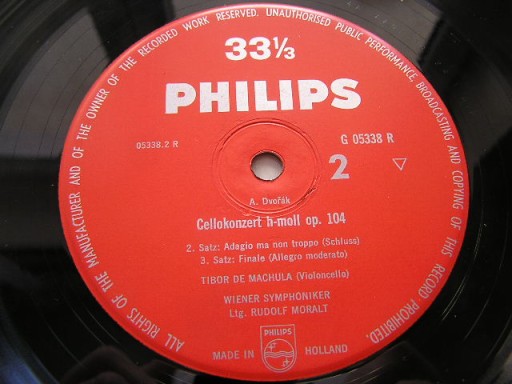 ALL RIGHTS OF THE MANUFACTURER AND OF THE OWNER OF THE RECORDED WORK RESERVED. UNAUTHORISED PUBLIC PERFORMANCE, BROADCASTING AND COPYING OF THIS RECORD PROHIBITED.
33⅓
PHILIPS
05338.2 R
G 05338 R
2
A. Dvořák
Cellokonzert h-moll op. 104
2. Satz: Adagio ma non troppo (Schluss)
3. Satz: Finale (Allegro moderato)
TIBOR DE MACHULA (Violoncello)
WIENER SYMPHONIKER
Ltg. RUDOLF MORALT
PHILIPS
MADE IN HOLLAND